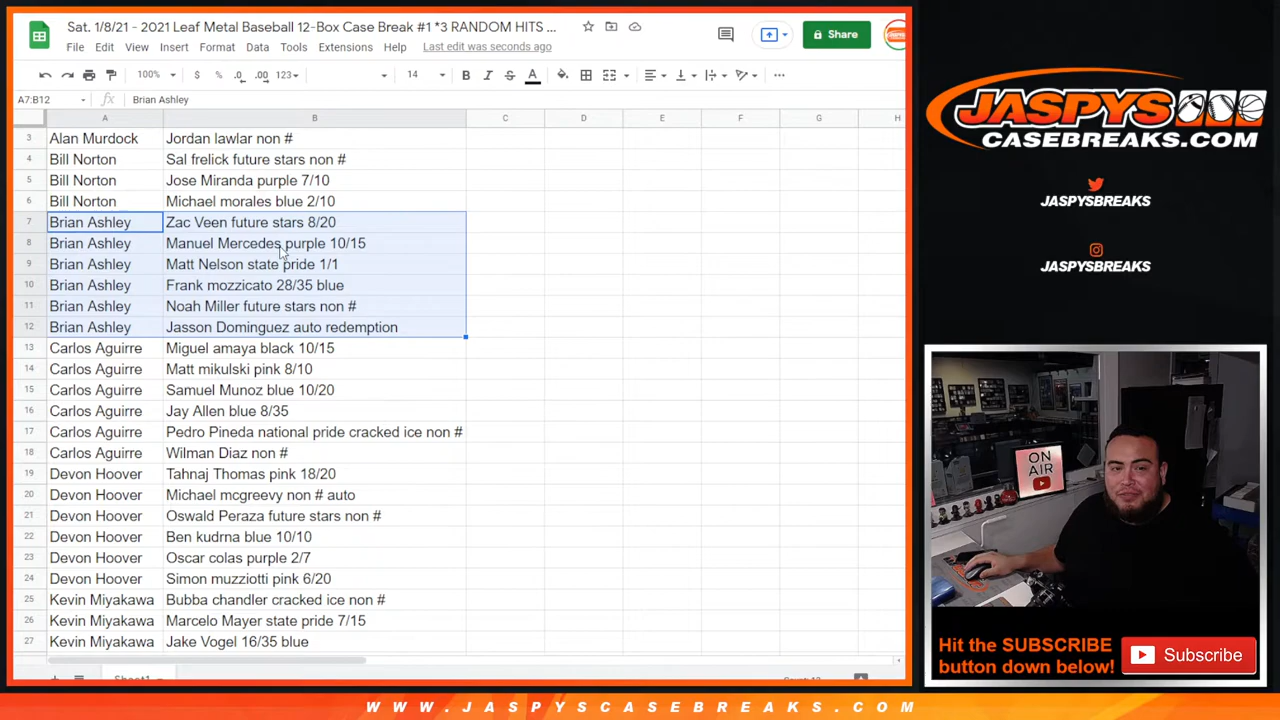 Sat. 1/8/21 - 2021 Leaf Metal Baseball 12-Box Case Break #1 *3 RANDOM HITS ...
File Edit View Insert Format Data Tools Extensions Help Last edit was seconds ago
Share
100% $ % .0 .00 123 14 B I S A
A7:B12 fx Brian Ashley
A B C D E F G H
3 Alan Murdock Jordan lawlar non #
4 Bill Norton Sal frelick future stars non #
5 Bill Norton Jose Miranda purple 7/10
6 Bill Norton Michael morales blue 2/10
7 Brian Ashley Zac Veen future stars 8/20
8 Brian Ashley Manuel Mercedes purple 10/15
9 Brian Ashley Matt Nelson state pride 1/1
10 Brian Ashley Frank mozzicato 28/35 blue
11 Brian Ashley Noah Miller future stars non #
12 Brian Ashley Jasson Dominguez auto redemption
13 Carlos Aguirre Miguel amaya black 10/15
14 Carlos Aguirre Matt mikulski pink 8/10
15 Carlos Aguirre Samuel Munoz blue 10/20
16 Carlos Aguirre Jay Allen blue 8/35
17 Carlos Aguirre Pedro Pineda national pride cracked ice non #
18 Carlos Aguirre Wilman Diaz non #
19 Devon Hoover Tahnaj Thomas pink 18/20
20 Devon Hoover Michael mcgreevy non # auto
21 Devon Hoover Oswald Peraza future stars non #
22 Devon Hoover Ben kudrna blue 10/10
23 Devon Hoover Oscar colas purple 2/7
24 Devon Hoover Simon muzziotti pink 6/20
25 Kevin Miyakawa Bubba chandler cracked ice non #
26 Kevin Miyakawa Marcelo Mayer state pride 7/15
27 Kevin Miyakawa Jake Vogel 16/35 blue
Sheet1
JASPYS
CASEBREAKS.COM
JASPYSBREAKS
JASPYSBREAKS
ON AIR
Hit the SUBSCRIBE
button down below!
Subscribe
WWW.JASPYSCASEBREAKS.COM